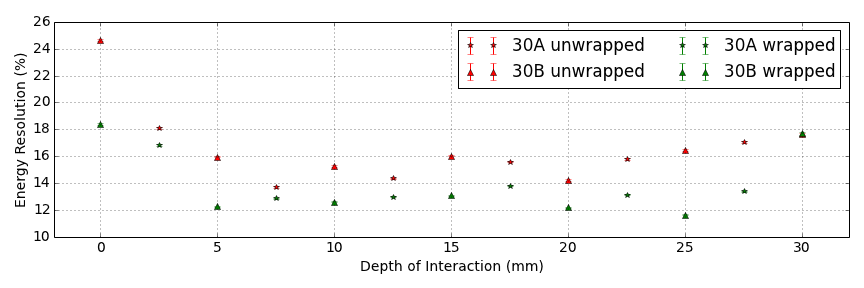 26
24
22
20
18
16
14
12
10
Energy Resolution (%)
30A unwrapped 30A wrapped
30B unwrapped 30B wrapped
0 5 10 15 20 25 30
Depth of Interaction (mm)